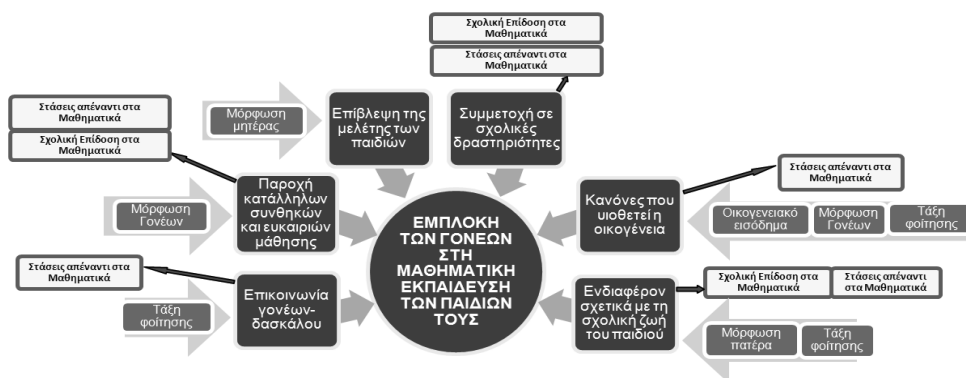 Σχολική Επίδοση στα
Μαθηματικά
Στάσεις απέναντι στα
Μαθηματικά
Στάσεις απέναντι στα
Μαθηματικά
Σχολική Επίδοση στα
Μαθηματικά
Μόρφωση
μητέρας
Επίβλεψη της
μελέτης των
παιδιών
Συμμετοχή σε
σχολικές
δραστηριότητες
Μόρφωση
Γονέων
Παροχή
κατάλληλων
συνθηκών
και ευκαιριών
μάθησης
Κανόνες που
υιοθετεί η
οικογένεια
Στάσεις απέναντι στα
Μαθηματικά
Οικογενειακό
εισόδημα
Μόρφωση
Γονέων
Τάξη
φοίτησης
ΕΜΠΛΟΚΗ
ΤΩΝ ΓΟΝΕΩΝ
ΣΤΗ
ΜΑΘΗΜΑΤΙΚΗ
ΕΚΠΑΙΔΕΥΣΗ
ΤΩΝ ΠΑΙΔΙΩΝ
ΤΟΥΣ
Στάσεις απέναντι στα
Μαθηματικά
Τάξη
φοίτησης
Επικοινωνία
γονέων-
δασκάλου
Ενδιαφέρον
σχετικά με τη
σχολική ζωή
του παιδιού
Σχολική Επίδοση στα
Μαθηματικά
Στάσεις απέναντι
στα Μαθηματικά
Μόρφωση
πατέρα
Τάξη
φοίτησης